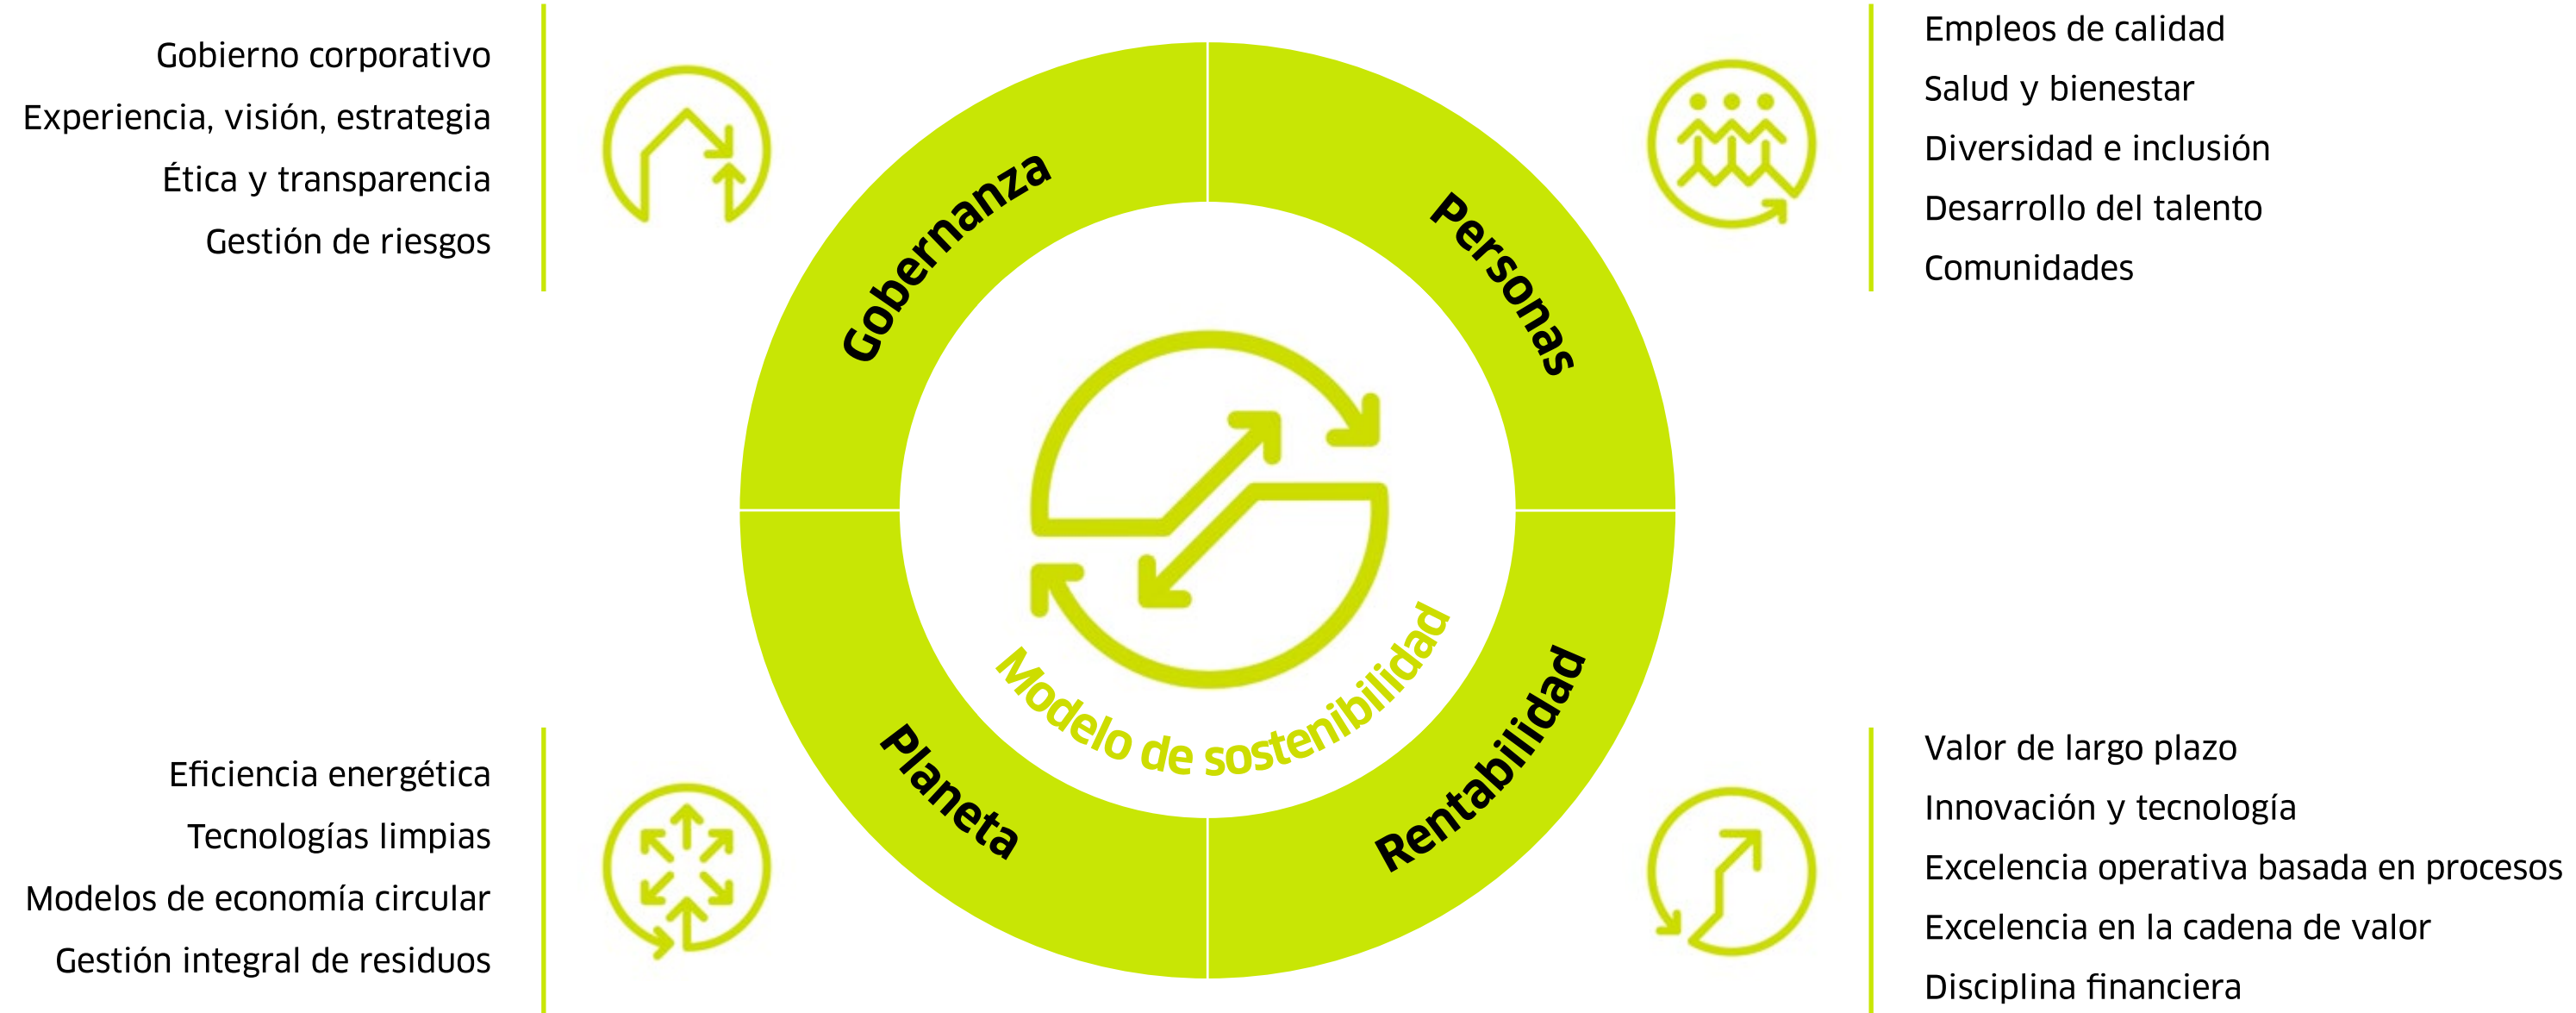 Gobierno corporativo
Experiencia, visión, estrategia
Ética y transparencia
Gestión de riesgos
Gobernanza
Personas
Empleos de calidad
Salud y bienestar
Diversidad e inclusión
Desarrollo del talento
Comunidades
Modelo de sostenibilidad
Eficiencia energética
Tecnologías limpias
Modelos de economía circular
Gestión integral de residuos
Planeta
Rentabilidad
Valor de largo plazo
Innovación y tecnología
Excelencia operativa basada en procesos
Excelencia en la cadena de valor
Disciplina financiera